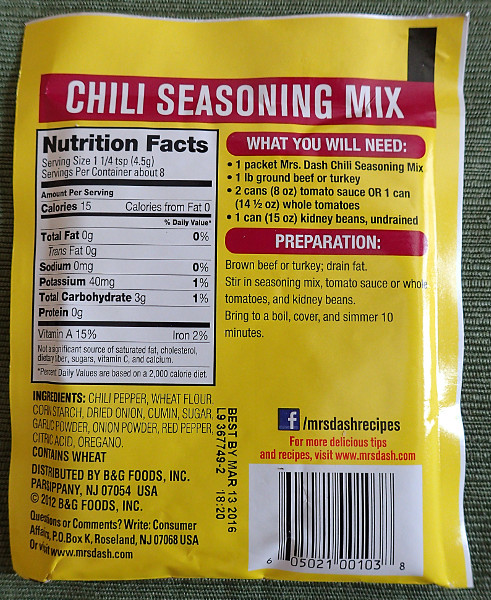 CHILI SEASONING MIX
Nutrition Facts
Serving Size 1 1/4 tsp (4.5g)
Servings Per Container about 8
Amount Per Serving
Calories 15 Calories from Fat 0
% Daily Value*
Total Fat 0g 0%
Trans Fat 0g
Sodium 0mg 0%
Potassium 40mg 1%
Total Carbohydrate 3g 1%
Protein 0g
Vitamin A 15% Iron 2%
Not a significant source of saturated fat, cholesterol,
dietary fiber, sugars, vitamin C, and calcium.
*Percent Daily Values are based on a 2,000 calorie diet.
INGREDIENTS: CHILI PEPPER, WHEAT FLOUR,
CORN STARCH, DRIED ONION, CUMIN, SUGAR,
GARLIC POWDER, ONION POWDER, RED PEPPER,
CITRIC ACID, OREGANO.
CONTAINS WHEAT
DISTRIBUTED BY B&G FOODS, INC.
PARSIPPANY, NJ 07054 USA
© 2012 B&G FOODS, INC.
Questions or Comments? Write: Consumer
Affairs, P.O. Box K, Roseland, NJ 07068 USA
Or visit www.mrsdash.com
BEST BY MAR 13 2016
L9 367749-2 18:20
WHAT YOU WILL NEED:
• 1 packet Mrs. Dash Chili Seasoning Mix
• 1 lb ground beef or turkey
• 2 cans (8 oz) tomato sauce OR 1 can
(14 ½ oz) whole tomatoes
• 1 can (15 oz) kidney beans, undrained
PREPARATION:
Brown beef or turkey; drain fat.
Stir in seasoning mix, tomato sauce or whole
tomatoes, and kidney beans.
Bring to a boil, cover, and simmer 10
minutes.
f /mrsdashrecipes
For more delicious tips
and recipes, visit www.mrsdash.com
6 05021 00103 8